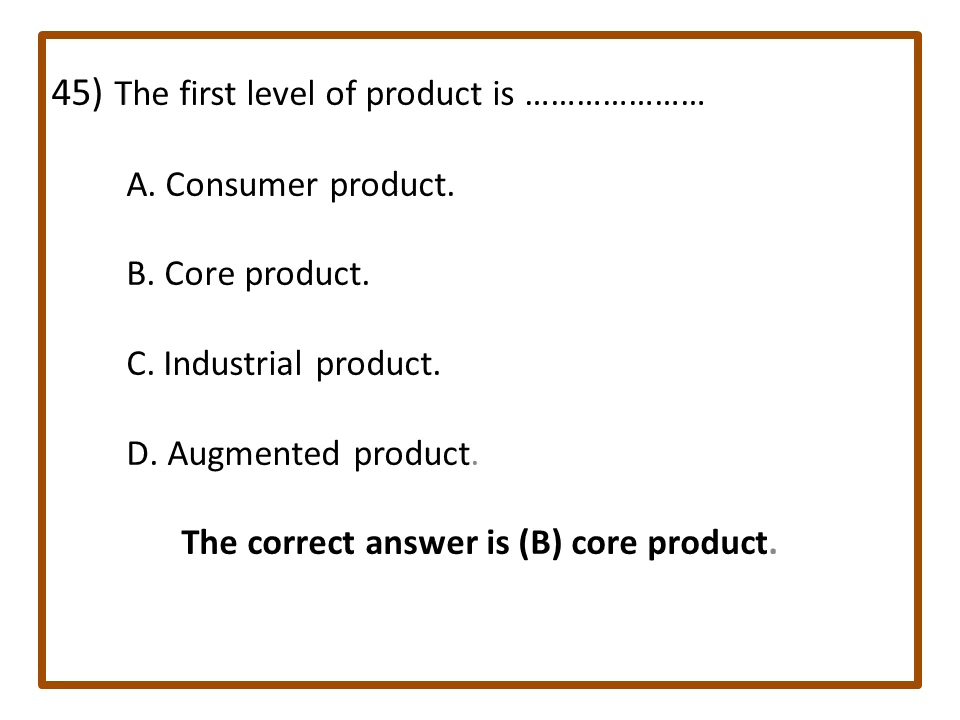 45) The first level of product is …………………
A. Consumer product.
B. Core product.
C. Industrial product.
D. Augmented product.
The correct answer is (B) core product.